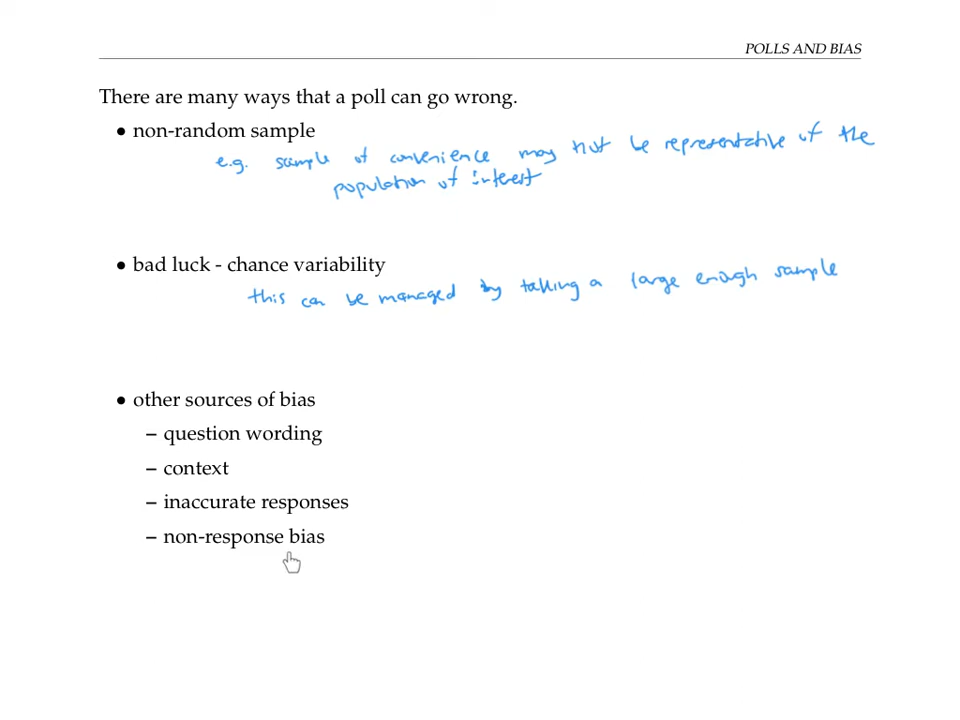 POLLS AND BIAS
There are many ways that a poll can go wrong.
• non-random sample
e.g. sample of convenience may not be representative of the
population of interest
• bad luck - chance variability
this can be managed by taking a large enough sample
• other sources of bias
– question wording
– context
– inaccurate responses
– non-response bias